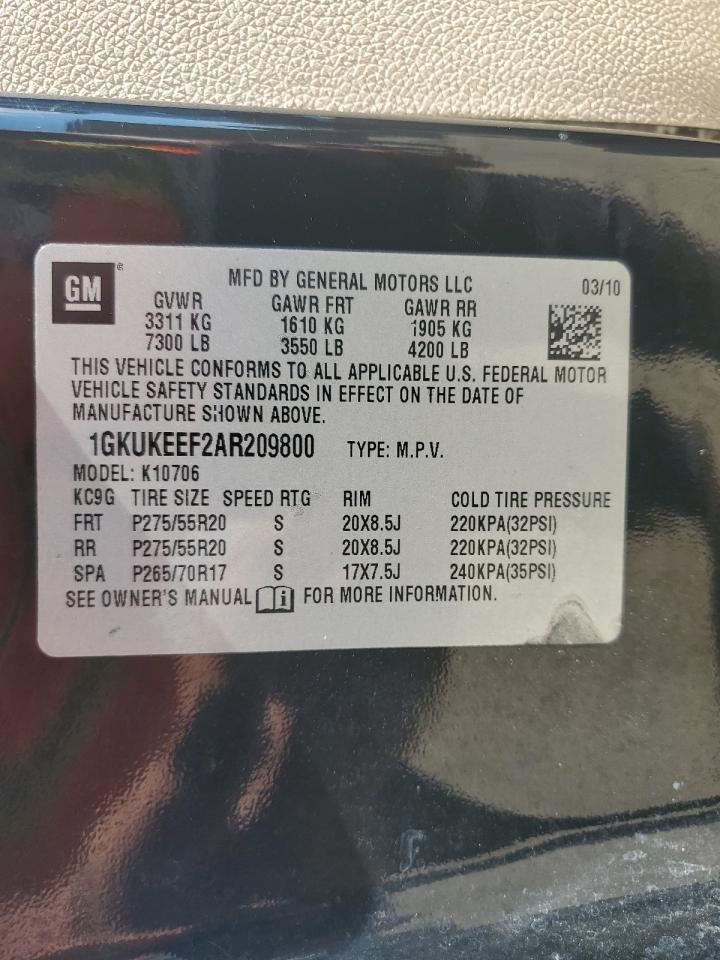 GM®
MFD BY GENERAL MOTORS LLC
03/10
GVWR GAWR FRT GAWR RR
3311 KG 1610 KG 1905 KG
7300 LB 3550 LB 4200 LB
THIS VEHICLE CONFORMS TO ALL APPLICABLE U.S. FEDERAL MOTOR
VEHICLE SAFETY STANDARDS IN EFFECT ON THE DATE OF
MANUFACTURE SHOWN ABOVE.
1GKUKEEF2AR209800 TYPE: M.P.V.
MODEL: K10706
KC9G TIRE SIZE SPEED RTG RIM COLD TIRE PRESSURE
FRT P275/55R20 S 20X8.5J 220KPA(32PSI)
RR P275/55R20 S 20X8.5J 220KPA(32PSI)
SPA P265/70R17 S 17X7.5J 240KPA(35PSI)
SEE OWNER'S MANUAL i FOR MORE INFORMATION.